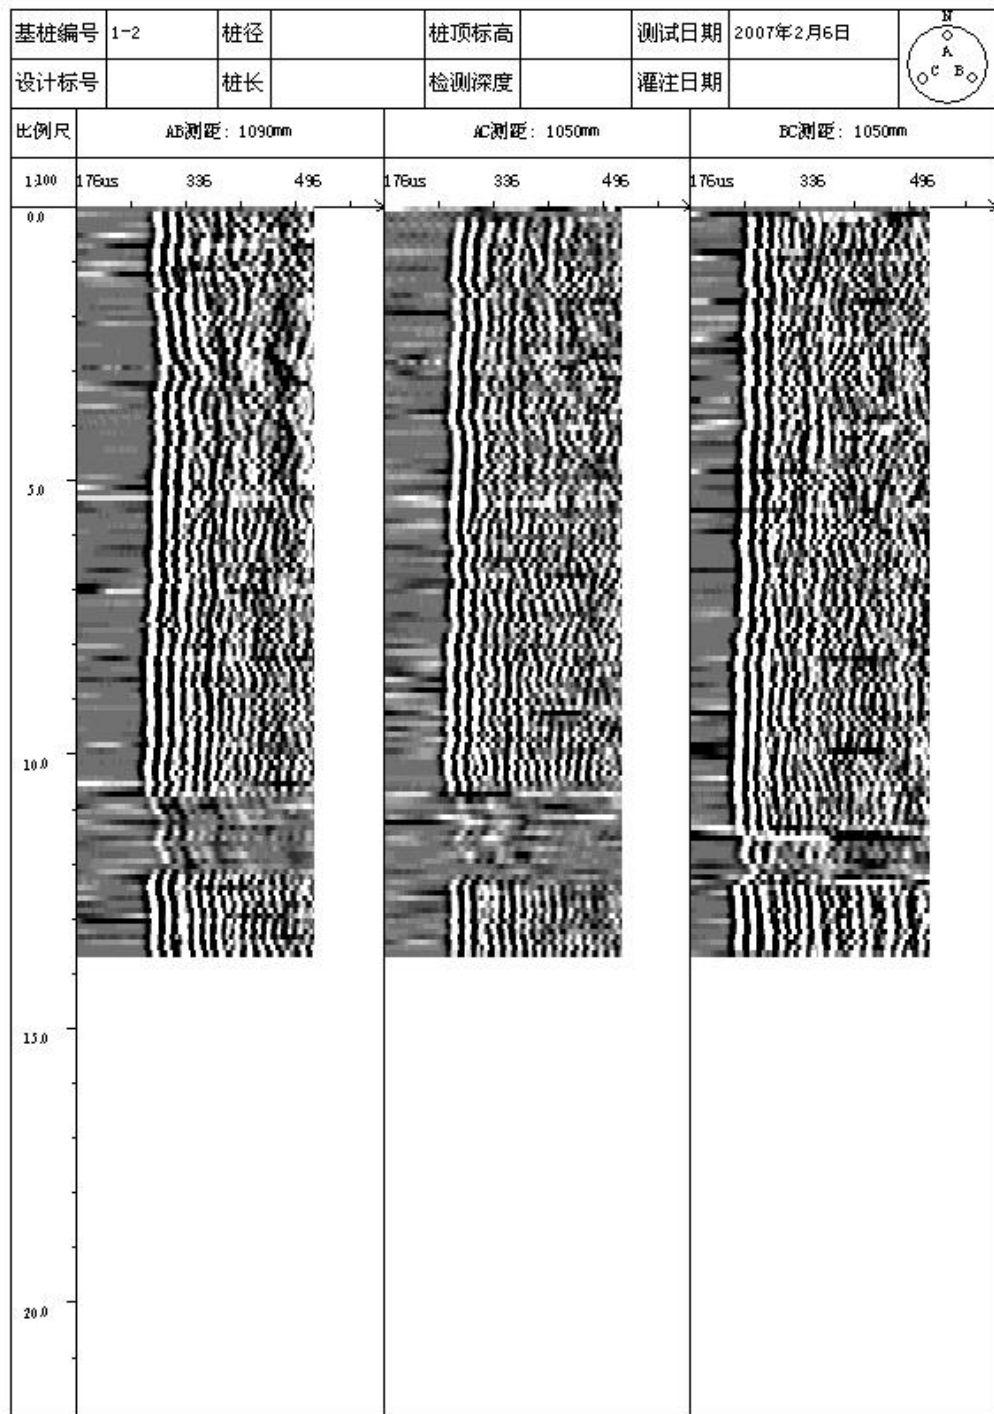 基桩编号 1-2 桩径 桩顶标高 测试日期 2007年2月6日
设计标号 桩长 检测深度 灌注日期
N
A
C B
比例尺 AB测距: 1090mm AC测距: 1050mm BC测距: 1050mm
1:100 176us 336 496 176us 336 496 176us 336 496
0.0
5.0
10.0
15.0
20.0